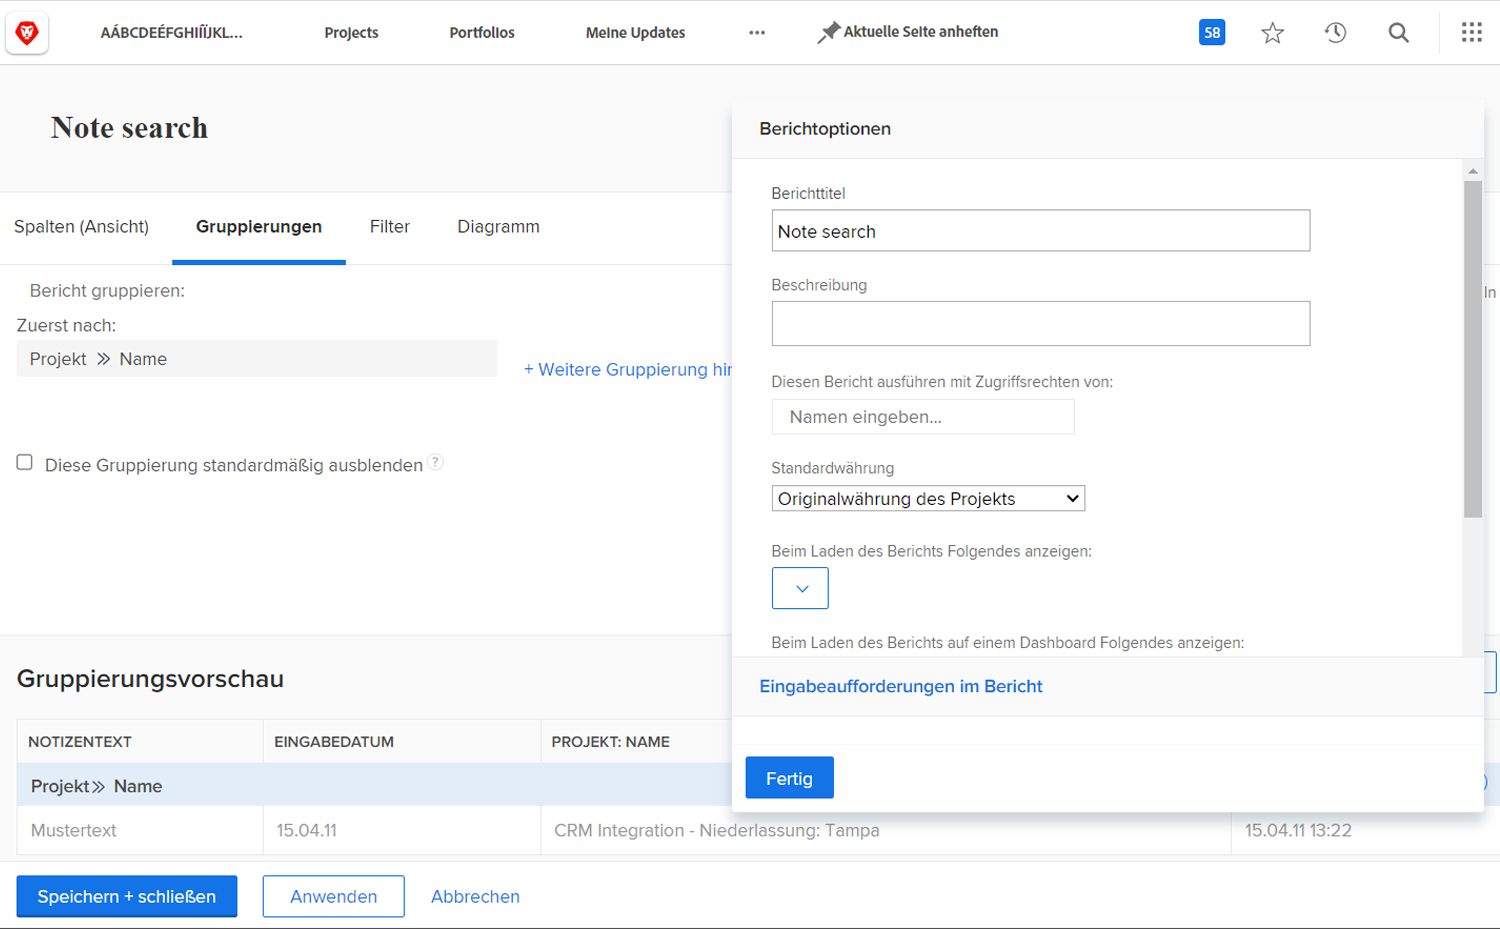 AÁBCDEÉFGHIÍÏJKL...
Projects
Portfolios
Meine Updates
Aktuelle Seite anheften
58
Note search
Spalten (Ansicht)
Gruppierungen
Filter
Diagramm
Bericht gruppieren:
Zuerst nach:
Projekt >> Name
+ Weitere Gruppierung hin
Diese Gruppierung standardmäßig ausblenden ?
Berichtoptionen
Berichttitel
Note search
Beschreibung
Diesen Bericht ausführen mit Zugriffsrechten von:
Namen eingeben...
Standardwährung
Originalwährung des Projekts
Beim Laden des Berichts Folgendes anzeigen:
Beim Laden des Berichts auf einem Dashboard Folgendes anzeigen:
Eingabeaufforderungen im Bericht
Fertig
ln
Gruppierungsvorschau
NOTIZENTEXT
EINGABEDATUM
PROJEKT: NAME
Projekt>> Name
Mustertext
15.04.11
CRM Integration - Niederlassung: Tampa
15.04.11 13:22
Speichern + schließen
Anwenden
Abbrechen